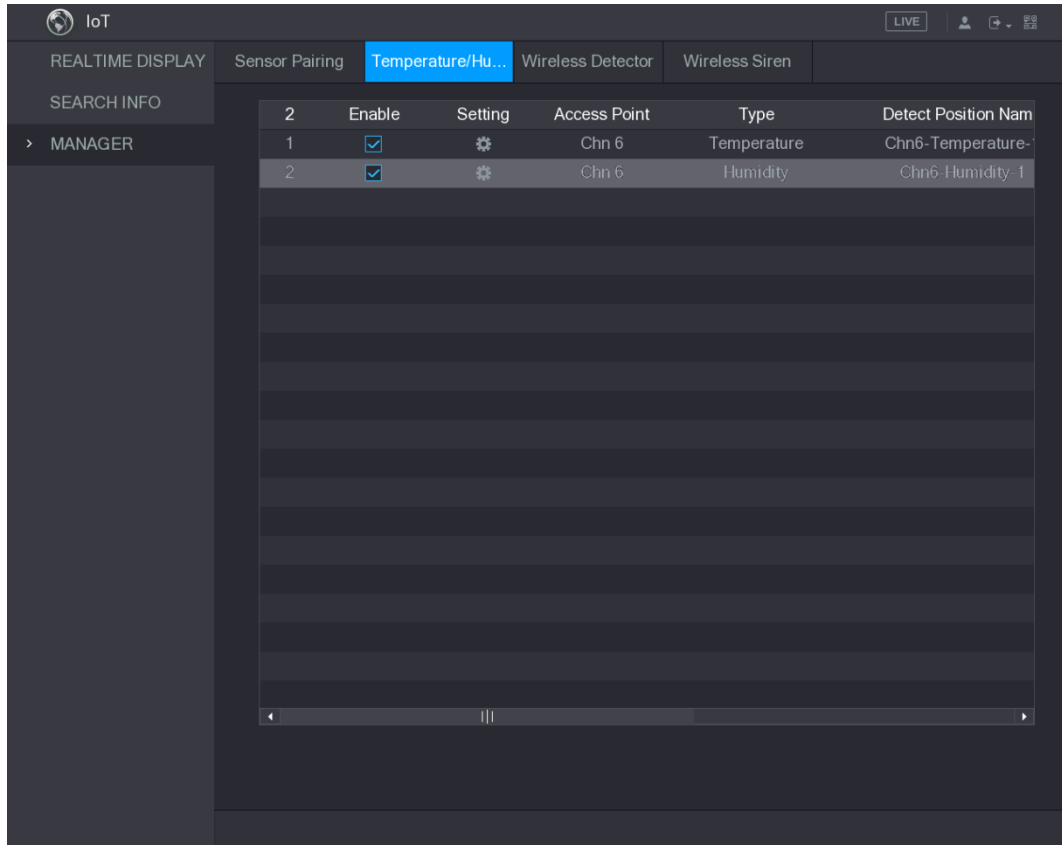 IoT LIVE
REALTIME DISPLAY
SEARCH INFO
MANAGER
Sensor Pairing Temperature/Hu... Wireless Detector Wireless Siren
2 Enable Setting Access Point Type Detect Position Nam
1 Chn 6 Temperature Chn6-Temperature-
2 Chn 6 Humidity Chn6-Humidity-1